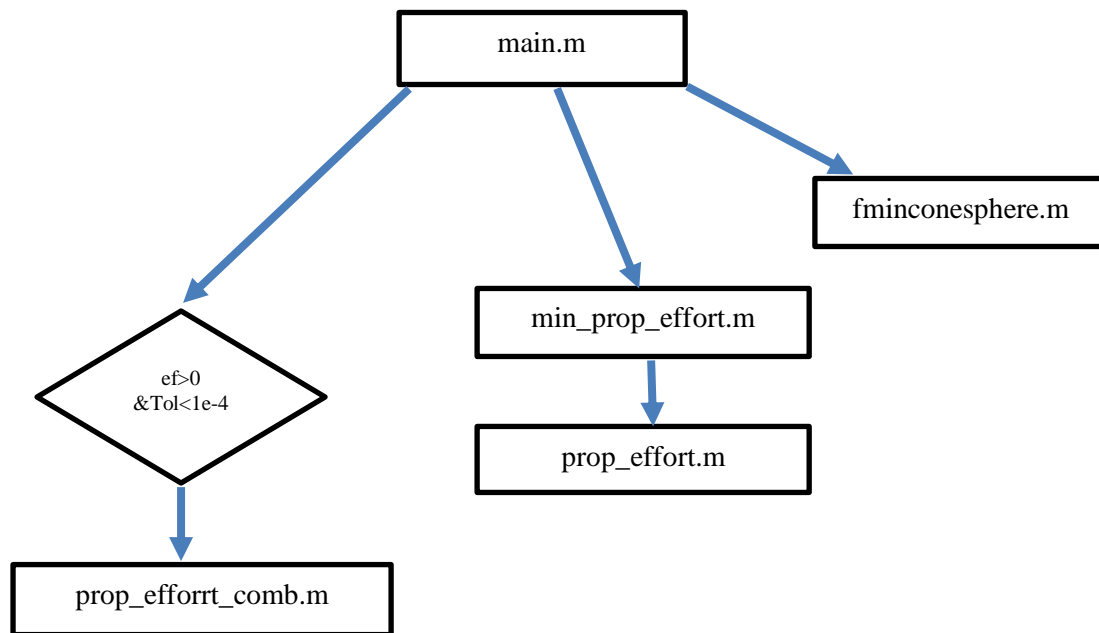 main.m
fminconesphere.m
min_prop_effort.m
ef>0
&Tol<1e-4
prop_effort.m
prop_efforrt_comb.m